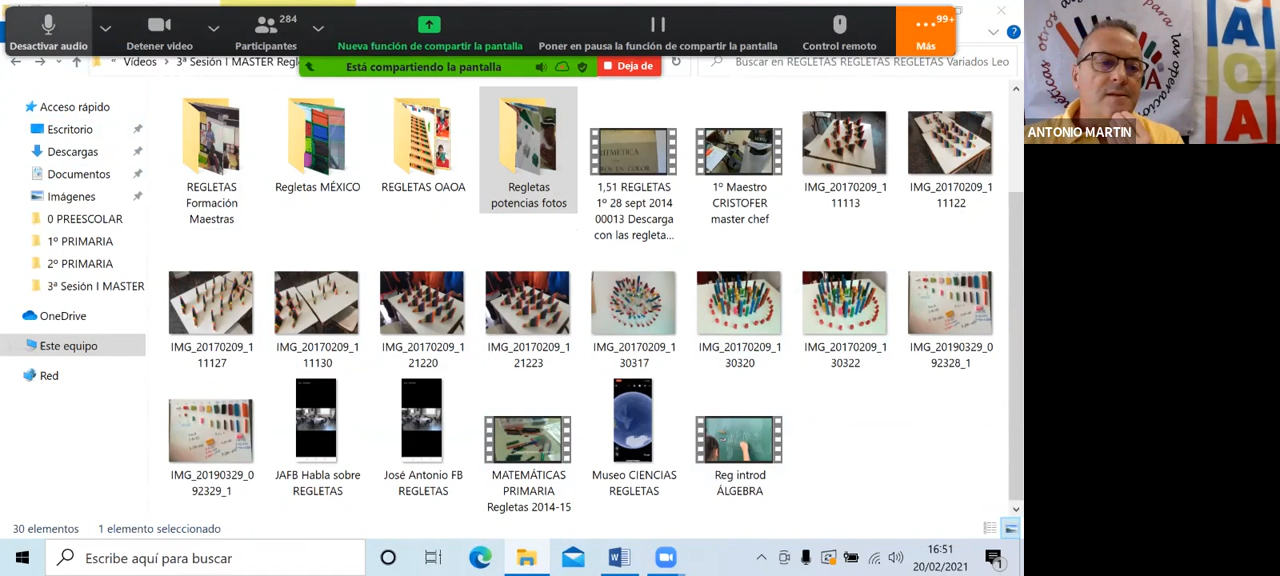 284
99+
Desactivar audio
Detener video
Participantes
Nueva función de compartir la pantalla
Poner en pausa la función de compartir la pantalla
Control remoto
Más
Está compartiendo la pantalla
Deja de
« Vídeos > 3ª Sesión I MASTER Regl
Buscar en REGLETAS REGLETAS REGLETAS Variados Leo
Acceso rápido
Escritorio
Descargas
Documentos
Imágenes
0 PREESCOLAR
1º PRIMARIA
2º PRIMARIA
3ª Sesión I MASTER
OneDrive
Este equipo
Red
REGLETAS
Formación
Maestras
Regletas MÉXICO
REGLETAS OAOA
Regletas
potencias fotos
1,51 REGLETAS
1º 28 sept 2014
00013 Descarga
con las regleta...
1º Maestro
CRISTOFER
master chef
IMG_20170209_1
11113
IMG_20170209_1
11122
IMG_20170209_1
11127
IMG_20170209_1
11130
IMG_20170209_1
21220
IMG_20170209_1
21223
IMG_20170209_1
30317
IMG_20170209_1
30320
IMG_20170209_1
30322
IMG_20190329_0
92328_1
IMG_20190329_0
92329_1
JAFB Habla sobre
REGLETAS
José Antonio FB
REGLETAS
MATEMÁTICAS
PRIMARIA
Regletas 2014-15
Museo CIENCIAS
REGLETAS
Reg introd
ÁLGEBRA
30 elementos
1 elemento seleccionado
Escribe aquí para buscar
16:51
20/02/2021
1
ANTONIO MARTIN
otros
para
las